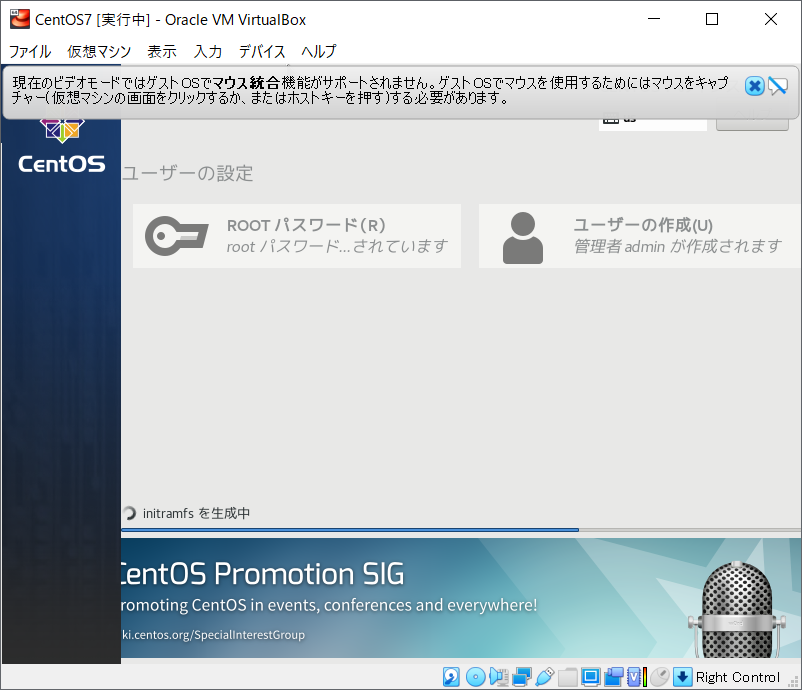 CentOS7 [実行中] - Oracle VM VirtualBox
ファイル 仮想マシン 表示 入力 デバイス ヘルプ
現在のビデオモードではゲストOSでマウス統合機能がサポートされません。ゲストOSでマウスを使用するためにはマウスをキャプ
チャー(仮想マシンの画面をクリックするか、またはホストキーを押す)する必要があります。
CentOS
ユーザーの設定
ROOT パスワード(R)
root パスワード...されています
ユーザーの作成(U)
管理者 admin が作成されます
initramfs を生成中
CentOS Promotion SIG
romoting CentOS in events, conferences and everywhere!
ki.centos.org/SpecialInterestGroup
Right Control